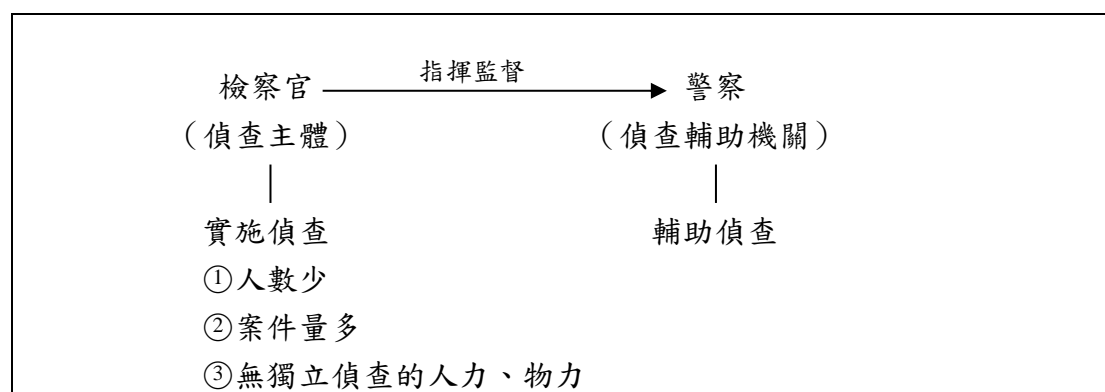 指揮監督
檢察官 警察
(偵查主體) (偵查輔助機關)
實施偵查 輔助偵查
①人數少
②案件量多
③無獨立偵查的人力、物力